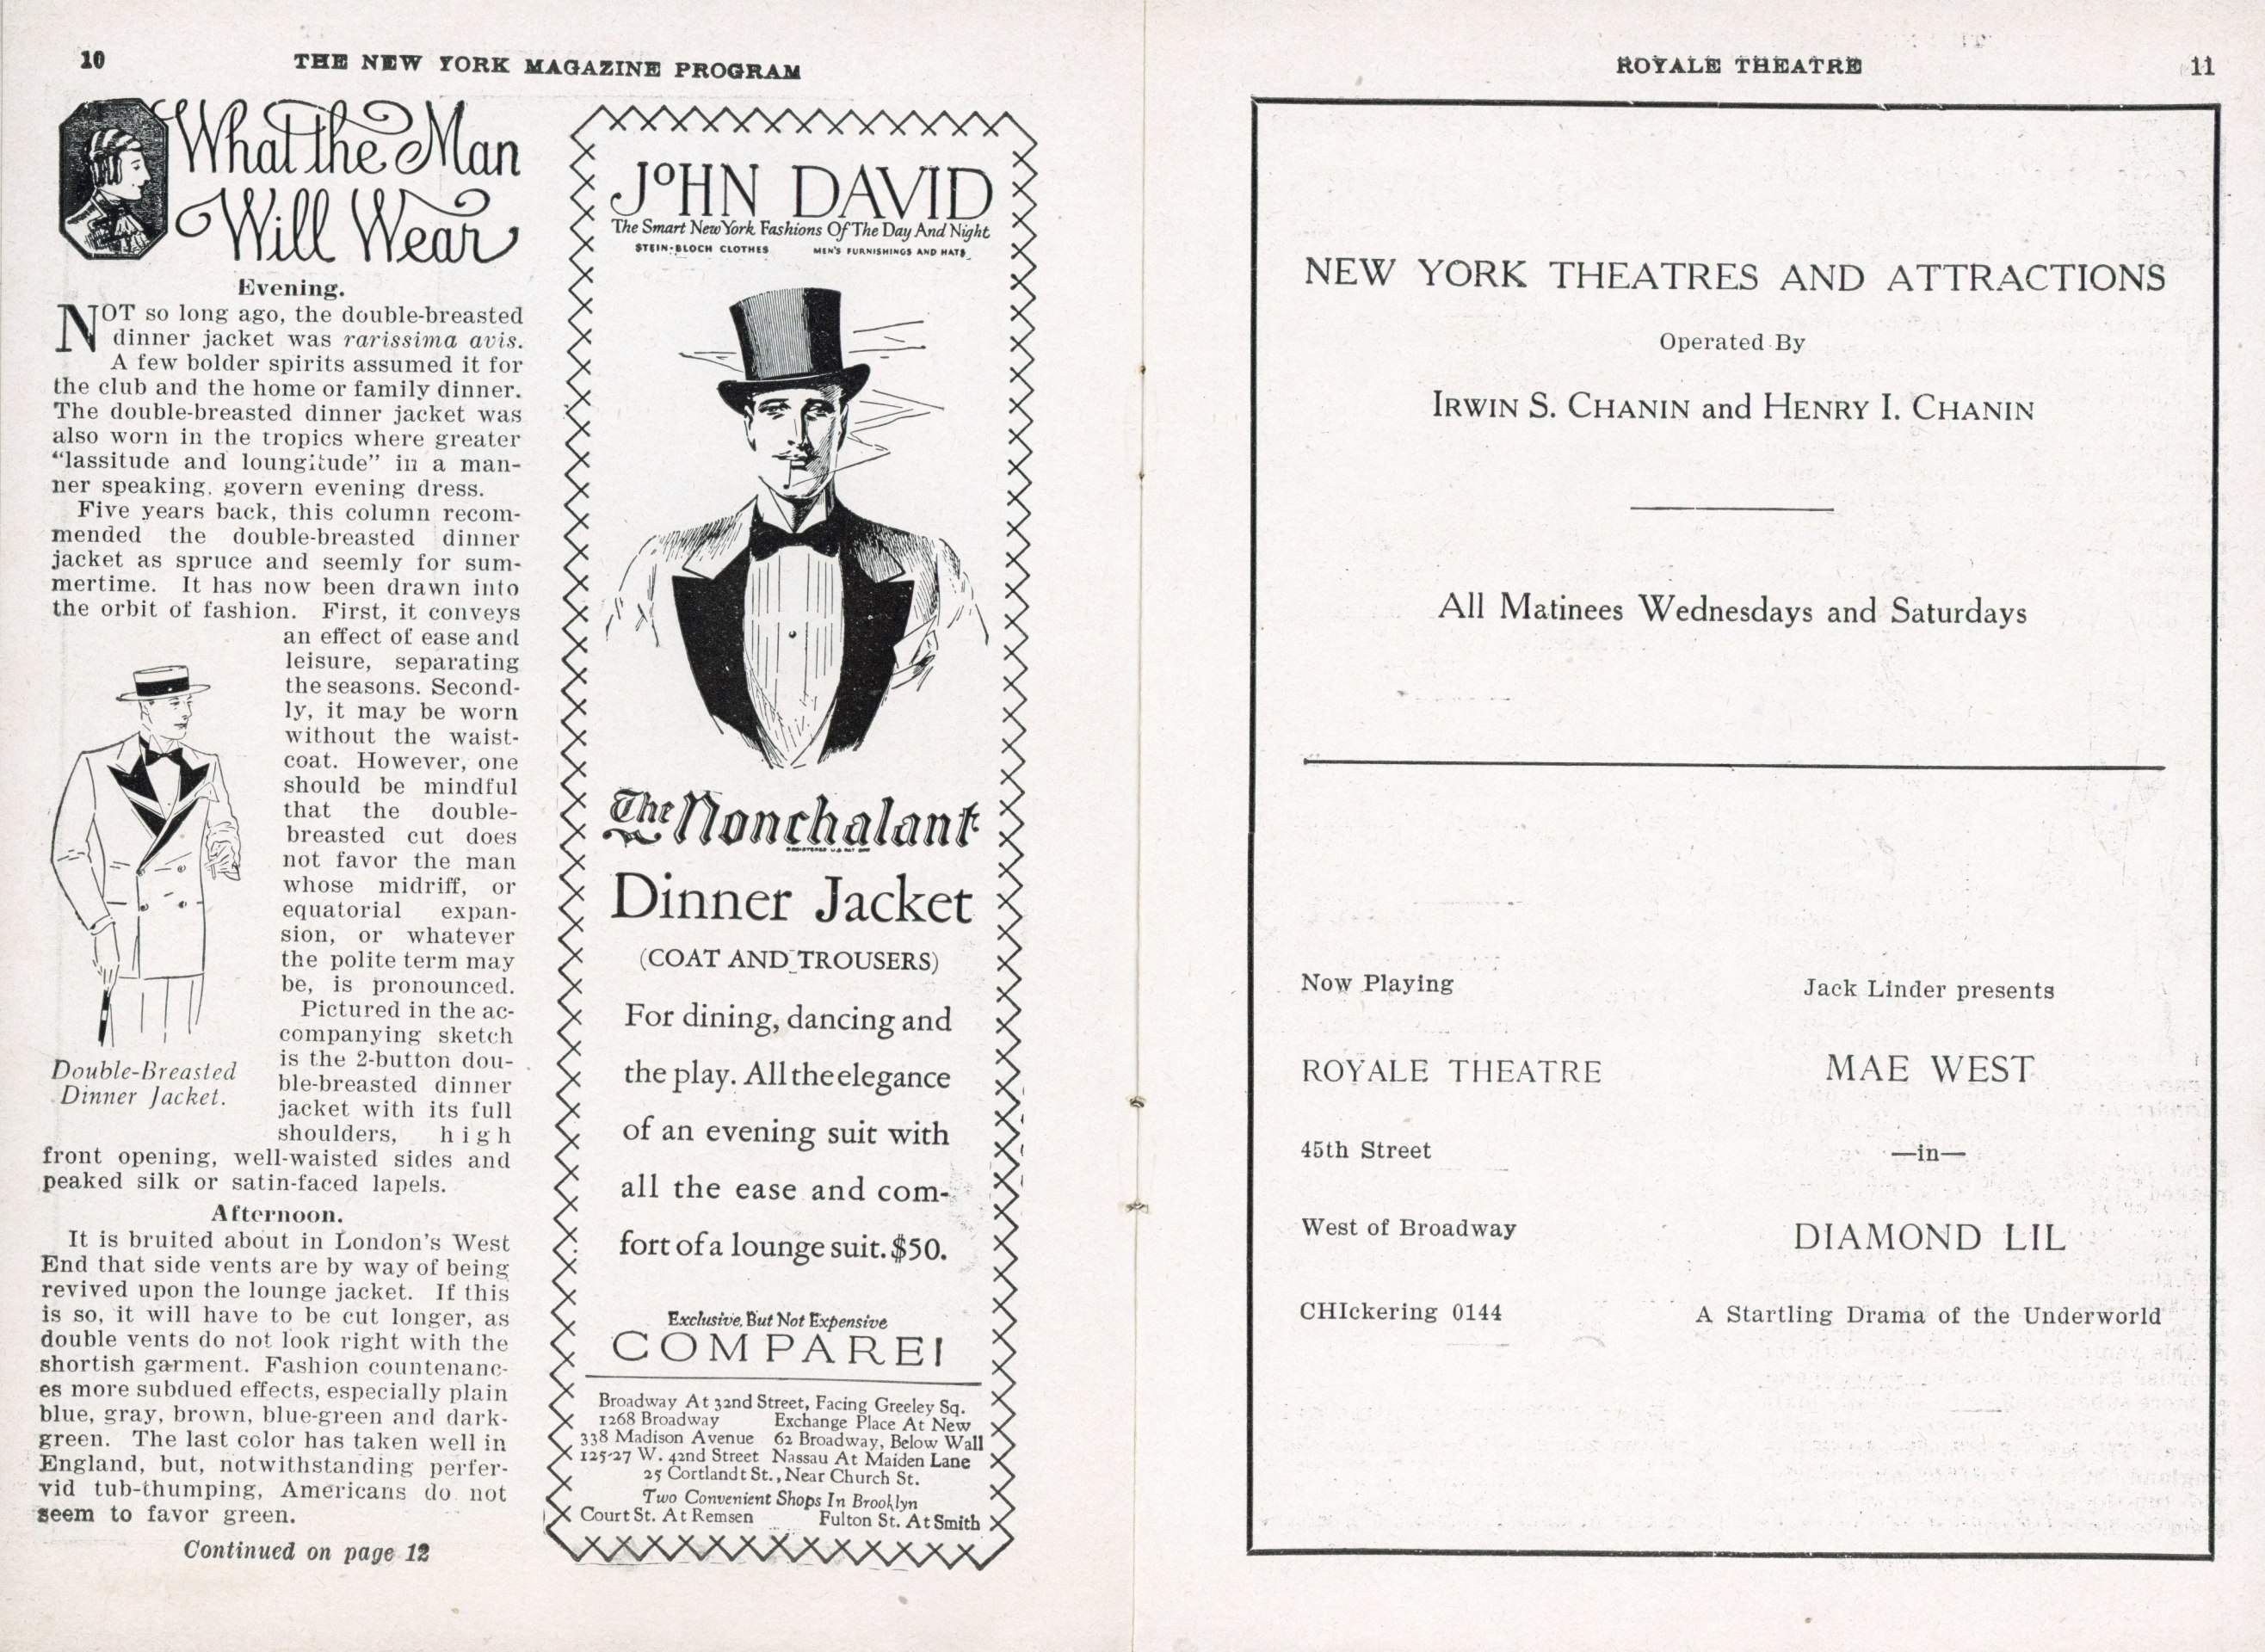 10
THE NEW YORK MAGAZINE PROGRAM
What the Man
Will Wear
Evening.
NOT so long ago, the double-breasted
dinner jacket was rarissima avis.
A few bolder spirits assumed it for
the club and the home or family dinner.
The double-breasted dinner jacket was
also worn in the tropics where greater
“lassitude and loungitude” in a man-
ner speaking, govern evening dress.
Five years back, this column recom-
mended the double-breasted dinner
jacket as spruce and seemly for sum-
mertime. It has now been drawn into
the orbit of fashion. First, it conveys
an effect of ease and
leisure, separating
the seasons. Second-
ly, it may be worn
without the waist-
coat. However, one
should be mindful
that the double-
breasted cut does
not favor the man
whose midriff, or
equatorial expan-
sion, or whatever
the polite term may
be, is pronounced.
Pictured in the ac-
companying sketch
is the 2-button dou-
ble-breasted dinner
jacket with its full
shoulders, high
front opening, well-waisted sides and
peaked silk or satin-faced lapels.
Double-Breasted
Dinner Jacket.
Afternoon.
It is bruited about in London's West
End that side vents are by way of being
revived upon the lounge jacket. If this
is so, it will have to be cut longer, as
double vents do not look right with the
shortish garment. Fashion countenanc-
es more subdued effects, especially plain
blue, gray, brown, blue-green and dark-
green. The last color has taken well in
England, but, notwithstanding perfer-
vid tub-thumping, Americans do not
seem to favor green.
Continued on page 12
JOHN DAVID
The Smart New York Fashions Of The Day And Night
STEIN-BLOCH CLOTHES MEN'S FURNISHINGS AND HATS
The Nonchalant
REGISTERED U.S. PAT. OFF.
Dinner Jacket
(COAT AND TROUSERS)
For dining, dancing and
the play. All the elegance
of an evening suit with
all the ease and com-
fort of a lounge suit. $50.
Exclusive, But Not Expensive
COMPARE!
Broadway At 32nd Street, Facing Greeley Sq.
1268 Broadway Exchange Place At New
338 Madison Avenue 62 Broadway, Below Wall
125-27 W. 42nd Street Nassau At Maiden Lane
25 Cortlandt St., Near Church St.
Two Convenient Shops In Brooklyn
Court St. At Remsen Fulton St. At Smith
ROYALE THEATRE
11
NEW YORK THEATRES AND ATTRACTIONS
Operated By
IRWIN S. CHANIN and HENRY I. CHANIN
All Matinees Wednesdays and Saturdays
Now Playing
ROYALE THEATRE
45th Street
West of Broadway
CHIckering 0144
Jack Linder presents
MAE WEST
—in—
DIAMOND LIL
A Startling Drama of the Underworld